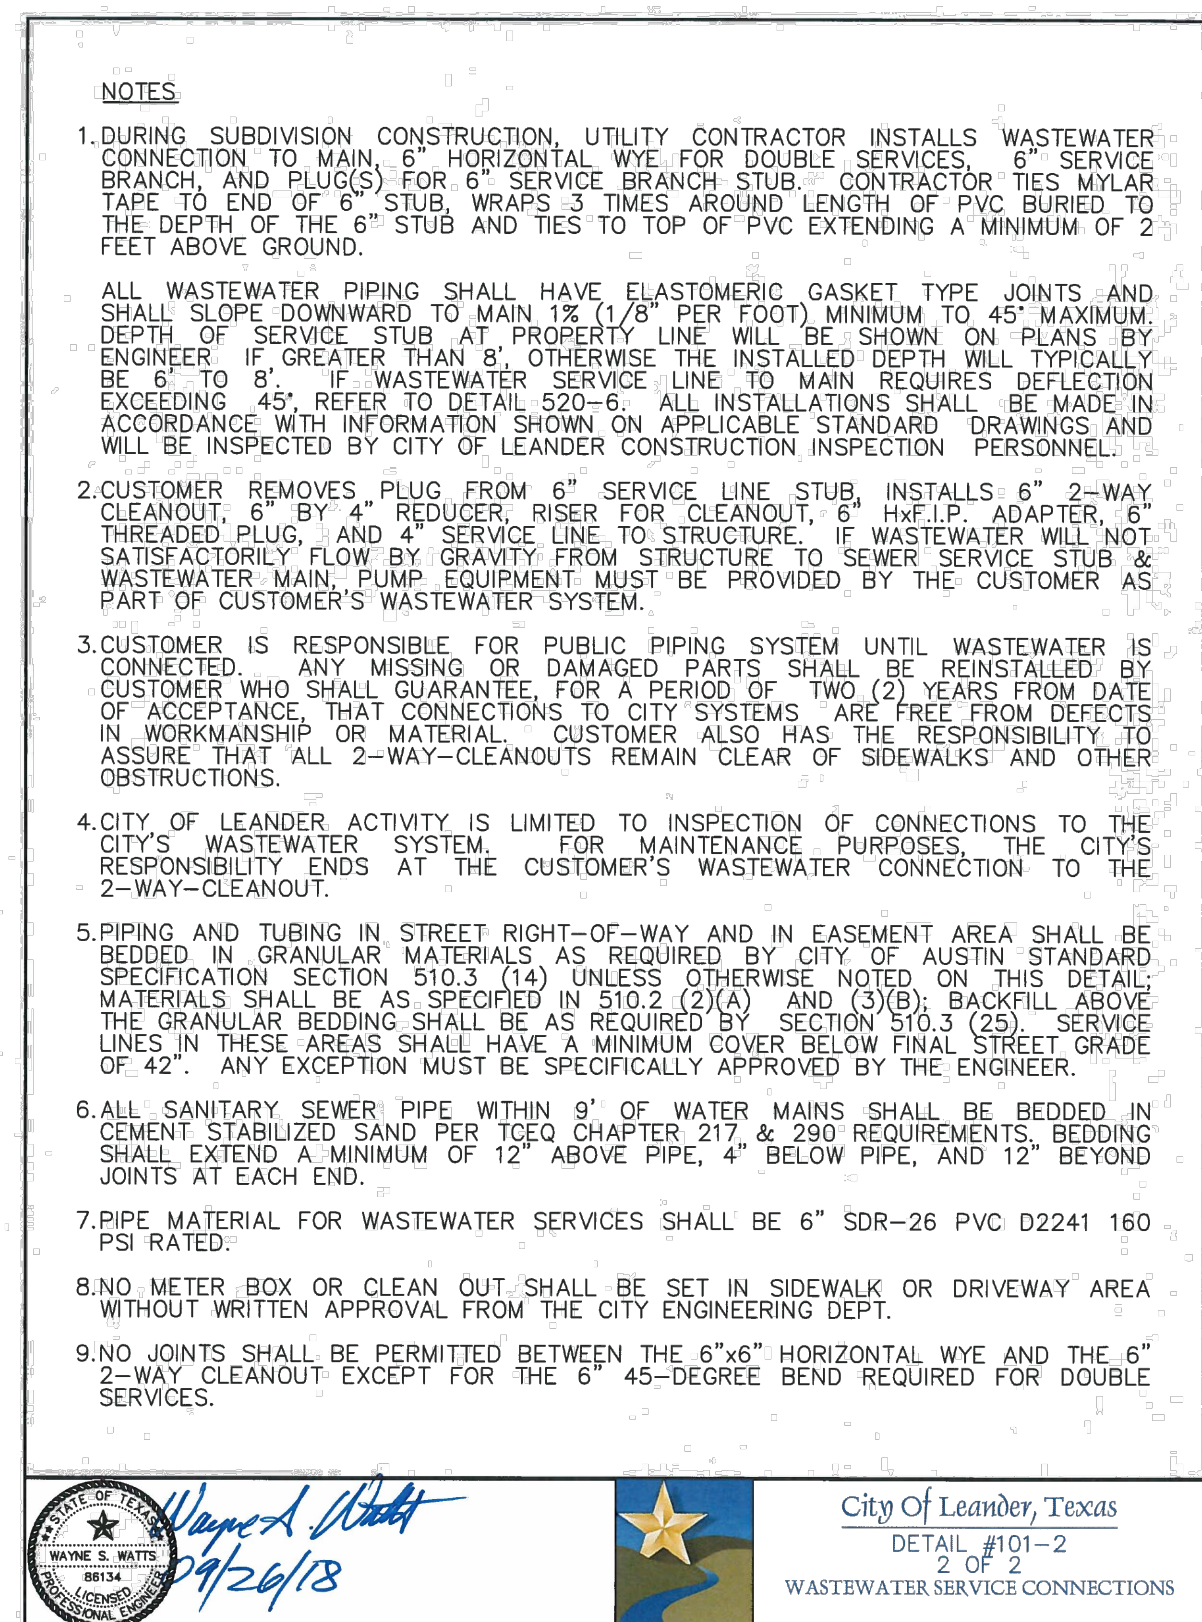 NOTES
1. DURING SUBDIVISION CONSTRUCTION, UTILITY CONTRACTOR INSTALLS WASTEWATER
CONNECTION TO MAIN, 6" HORIZONTAL WYE FOR DOUBLE SERVICES, 6" SERVICE
BRANCH, AND PLUG(S) FOR 6" SERVICE BRANCH STUB. CONTRACTOR TIES MYLAR
TAPE TO END OF 6" STUB, WRAPS 3 TIMES AROUND LENGTH OF PVC BURIED TO
THE DEPTH OF THE 6" STUB AND TIES TO TOP OF PVC EXTENDING A MINIMUM OF 2
FEET ABOVE GROUND.
ALL WASTEWATER PIPING SHALL HAVE ELASTOMERIC GASKET TYPE JOINTS AND
SHALL SLOPE DOWNWARD TO MAIN 1% (1/8" PER FOOT) MINIMUM TO 45° MAXIMUM.
DEPTH OF SERVICE STUB AT PROPERTY LINE WILL BE SHOWN ON PLANS BY
ENGINEER IF GREATER THAN 8', OTHERWISE THE INSTALLED DEPTH WILL TYPICALLY
BE 6' TO 8'. IF WASTEWATER SERVICE LINE TO MAIN REQUIRES DEFLECTION
EXCEEDING 45°, REFER TO DETAIL 520-6. ALL INSTALLATIONS SHALL BE MADE IN
ACCORDANCE WITH INFORMATION SHOWN ON APPLICABLE STANDARD DRAWINGS AND
WILL BE INSPECTED BY CITY OF LEANDER CONSTRUCTION INSPECTION PERSONNEL.
2. CUSTOMER REMOVES PLUG FROM 6" SERVICE LINE STUB, INSTALLS 6" 2-WAY
CLEANOUT, 6" BY 4" REDUCER, RISER FOR CLEANOUT, 6" HxF.I.P. ADAPTER, 6"
THREADED PLUG, AND 4" SERVICE LINE TO STRUCTURE. IF WASTEWATER WILL NOT
SATISFACTORILY FLOW BY GRAVITY FROM STRUCTURE TO SEWER SERVICE STUB &
WASTEWATER MAIN, PUMP EQUIPMENT MUST BE PROVIDED BY THE CUSTOMER AS
PART OF CUSTOMER'S WASTEWATER SYSTEM.
3. CUSTOMER IS RESPONSIBLE FOR PUBLIC PIPING SYSTEM UNTIL WASTEWATER IS
CONNECTED. ANY MISSING OR DAMAGED PARTS SHALL BE REINSTALLED BY
CUSTOMER WHO SHALL GUARANTEE, FOR A PERIOD OF TWO (2) YEARS FROM DATE
OF ACCEPTANCE, THAT CONNECTIONS TO CITY SYSTEMS ARE FREE FROM DEFECTS
IN WORKMANSHIP OR MATERIAL. CUSTOMER ALSO HAS THE RESPONSIBILITY TO
ASSURE THAT ALL 2-WAY-CLEANOUTS REMAIN CLEAR OF SIDEWALKS AND OTHER
OBSTRUCTIONS.
4. CITY OF LEANDER ACTIVITY IS LIMITED TO INSPECTION OF CONNECTIONS TO THE
CITY'S WASTEWATER SYSTEM. FOR MAINTENANCE PURPOSES, THE CITY'S
RESPONSIBILITY ENDS AT THE CUSTOMER'S WASTEWATER CONNECTION TO THE
2-WAY-CLEANOUT.
5. PIPING AND TUBING IN STREET RIGHT-OF-WAY AND IN EASEMENT AREA SHALL BE
BEDDED IN GRANULAR MATERIALS AS REQUIRED BY CITY OF AUSTIN STANDARD
SPECIFICATION SECTION 510.3 (14) UNLESS OTHERWISE NOTED ON THIS DETAIL;
MATERIALS SHALL BE AS SPECIFIED IN 510.2 (2)(A) AND (3)(B); BACKFILL ABOVE
THE GRANULAR BEDDING SHALL BE AS REQUIRED BY SECTION 510.3 (25). SERVICE
LINES IN THESE AREAS SHALL HAVE A MINIMUM COVER BELOW FINAL STREET GRADE
OF 42". ANY EXCEPTION MUST BE SPECIFICALLY APPROVED BY THE ENGINEER.
6. ALL SANITARY SEWER PIPE WITHIN 9' OF WATER MAINS SHALL BE BEDDED IN
CEMENT STABILIZED SAND PER TCEQ CHAPTER 217 & 290 REQUIREMENTS. BEDDING
SHALL EXTEND A MINIMUM OF 12" ABOVE PIPE, 4" BELOW PIPE, AND 12" BEYOND
JOINTS AT EACH END.
7. PIPE MATERIAL FOR WASTEWATER SERVICES SHALL BE 6" SDR-26 PVC D2241 160
PSI RATED.
8. NO METER BOX OR CLEAN OUT SHALL BE SET IN SIDEWALK OR DRIVEWAY AREA
WITHOUT WRITTEN APPROVAL FROM THE CITY ENGINEERING DEPT.
9. NO JOINTS SHALL BE PERMITTED BETWEEN THE 6"x6" HORIZONTAL WYE AND THE 6"
2-WAY CLEANOUT EXCEPT FOR THE 6" 45-DEGREE BEND REQUIRED FOR DOUBLE
SERVICES.
STATE OF TEXAS
WAYNE S. WATTS
86134
LICENSED
PROFESSIONAL ENGINEER
Wayne S. Watts
09/26/18
City Of Leander, Texas
DETAIL #101-2
2 OF 2
WASTEWATER SERVICE CONNECTIONS